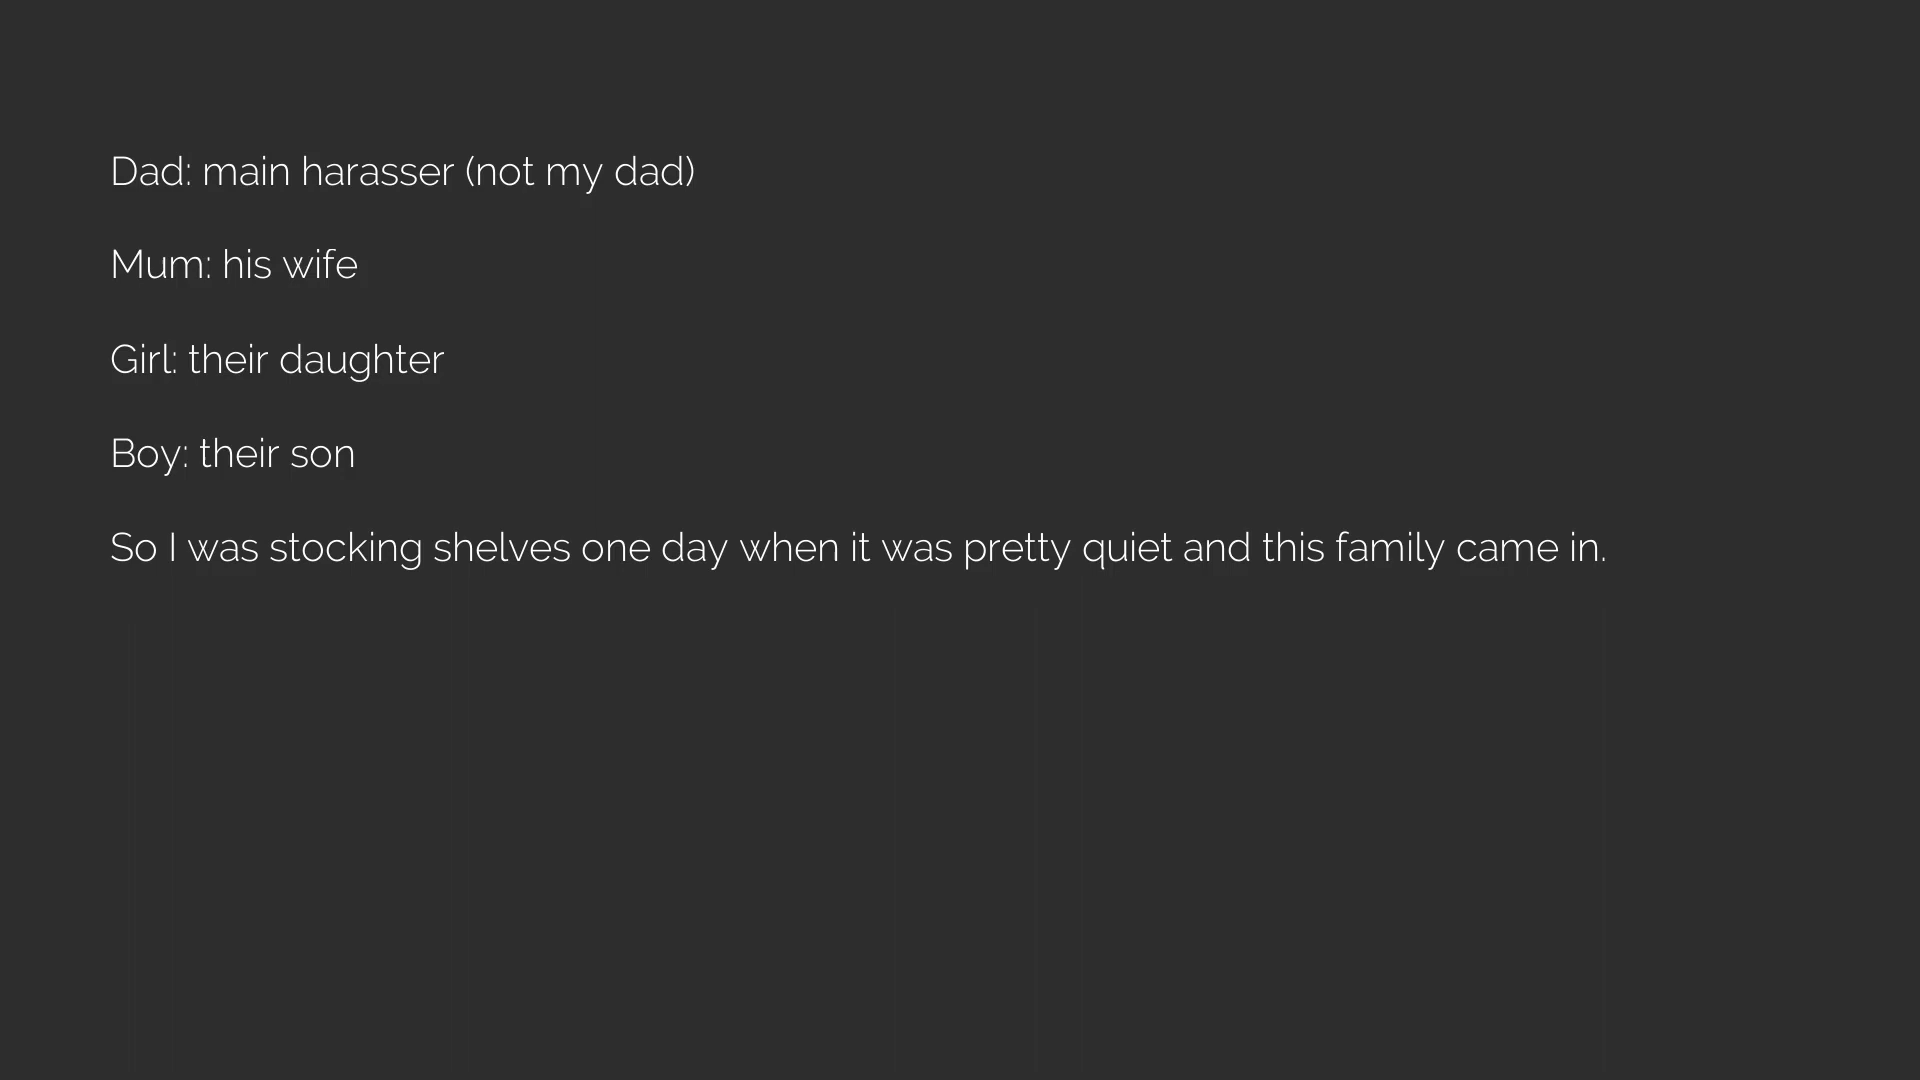 Dad: main harasser (not my dad)
Mum: his wife
Girl: their daughter
Boy: their son
So I was stocking shelves one day when it was pretty quiet and this family came in.